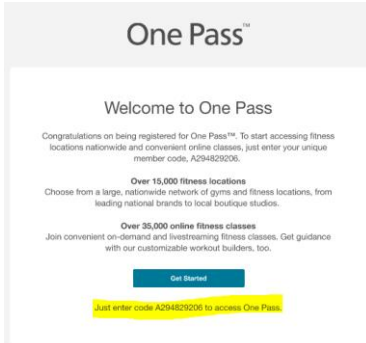 One Pass™
Welcome to One Pass
Congratulations on being registered for One Pass™. To start accessing fitness
locations nationwide and convenient online classes, just enter your unique
member code, A294829206.
Over 15,000 fitness locations
Choose from a large, nationwide network of gyms and fitness locations, from
leading national brands to local boutique studios.
Over 35,000 online fitness classes
Join convenient on-demand and livestreaming fitness classes. Get guidance
with our customizable workout builders, too.
Get Started
Just enter code A294829206 to access One Pass.